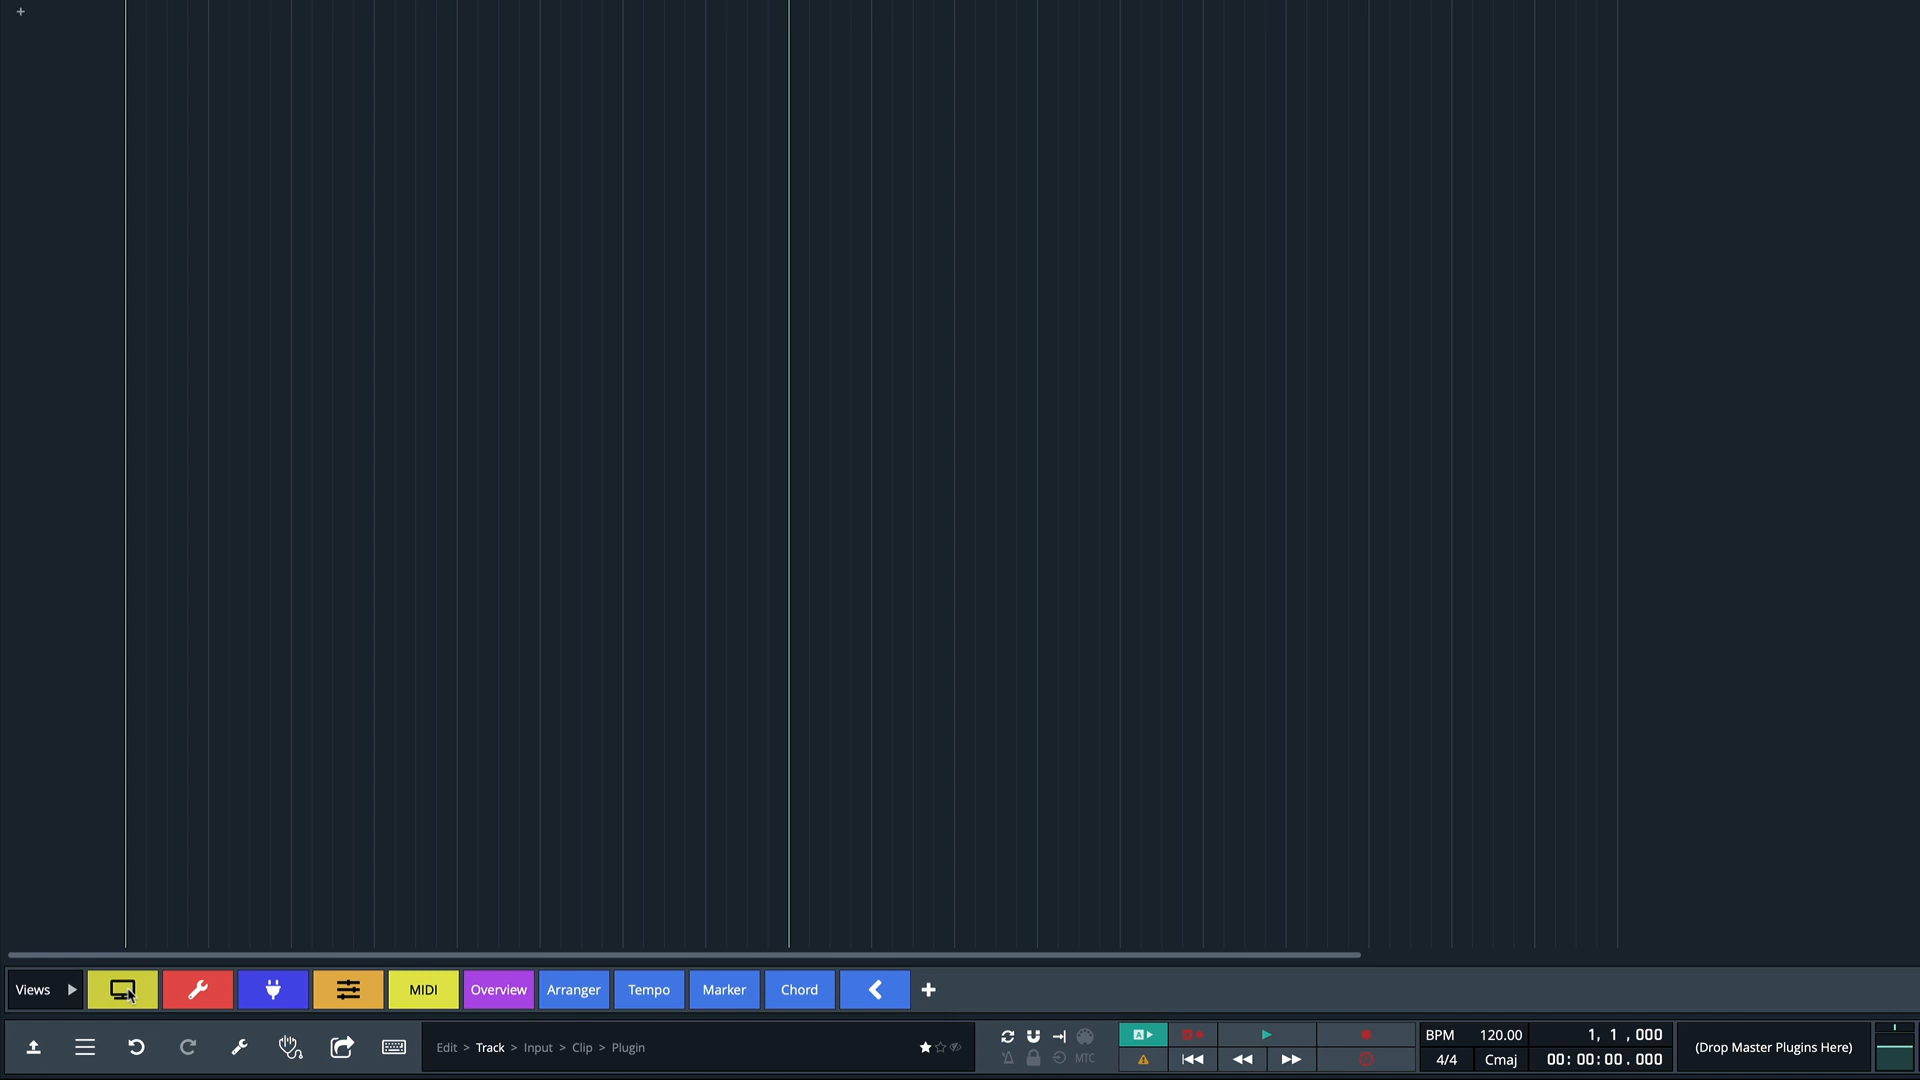 Views
MIDI
Overview
Arranger
Tempo
Marker
Chord
Edit > Track > Input > Clip > Plugin
MTC
A
BPM 120.00
4/4 Cmaj
1, 1 , 000
00:00:00.000
(Drop Master Plugins Here)